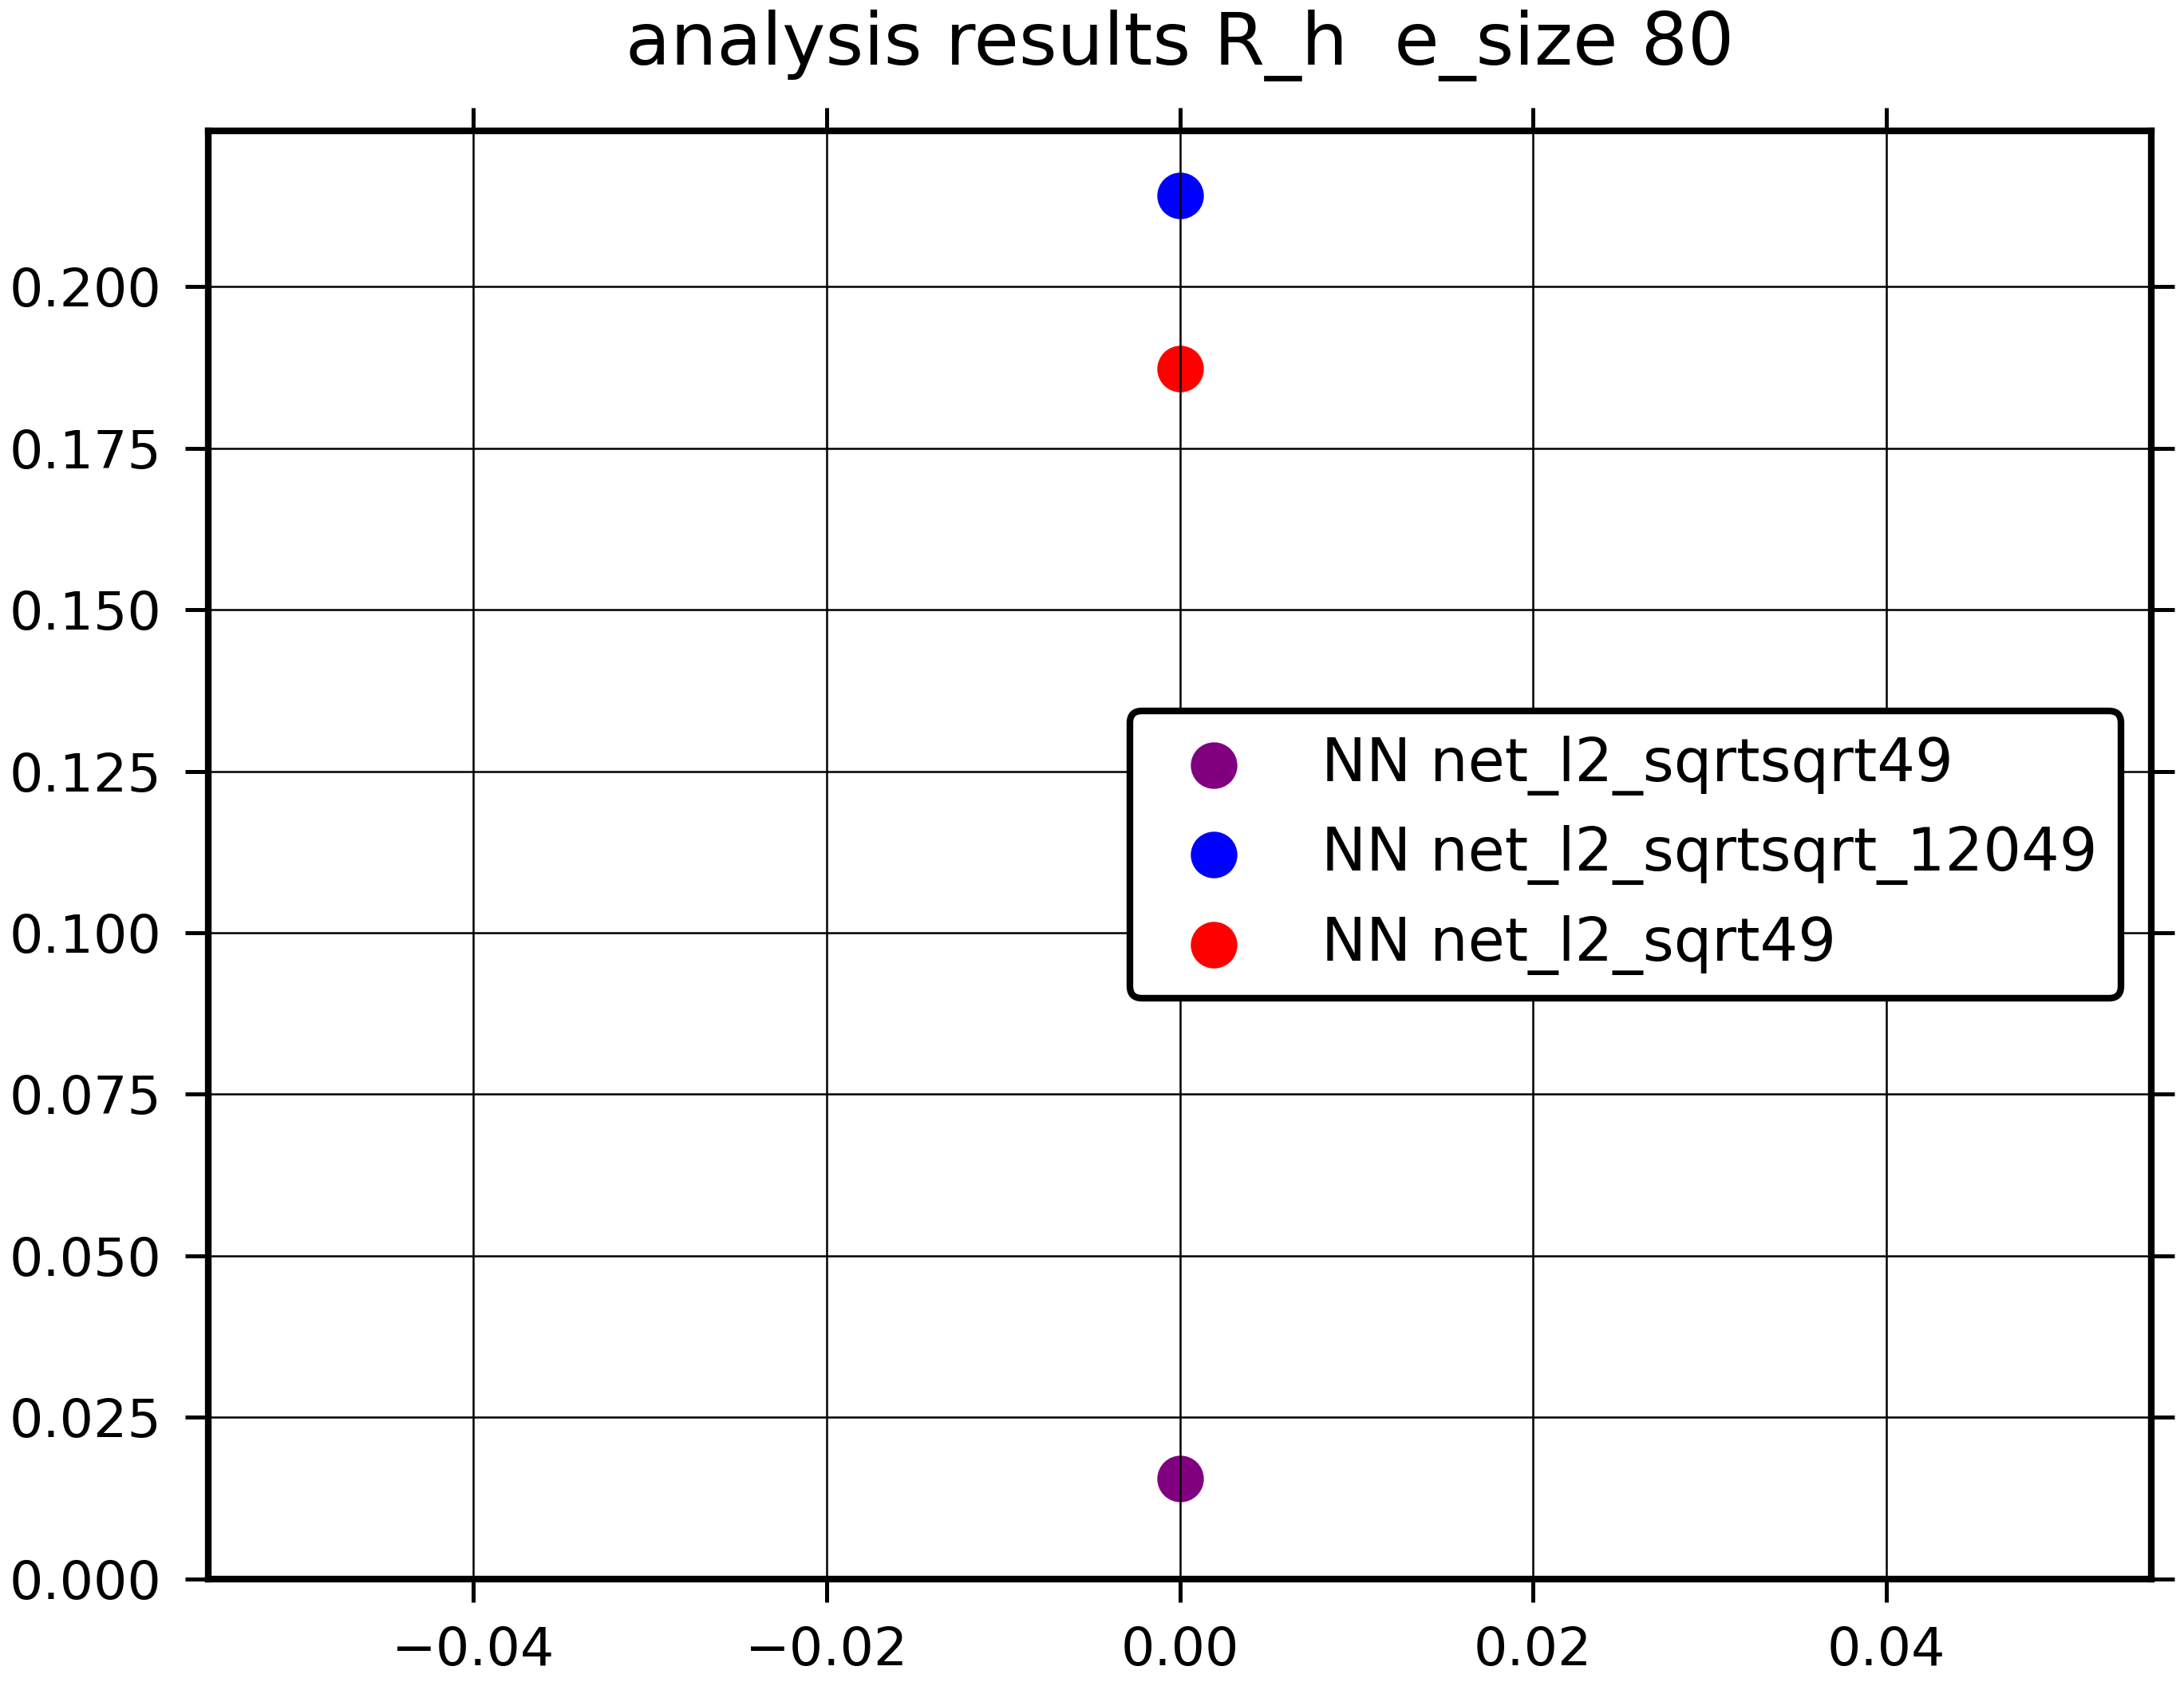 analysis results R_h  e_size 80
0.200
0.175
0.150
0.125
0.100
0.075
0.050
0.025
0.000
NN net_l2_sqrtsqrt49
NN net_l2_sqrtsqrt_12049
NN net_l2_sqrt49
−0.04 −0.02 0.00 0.02 0.04